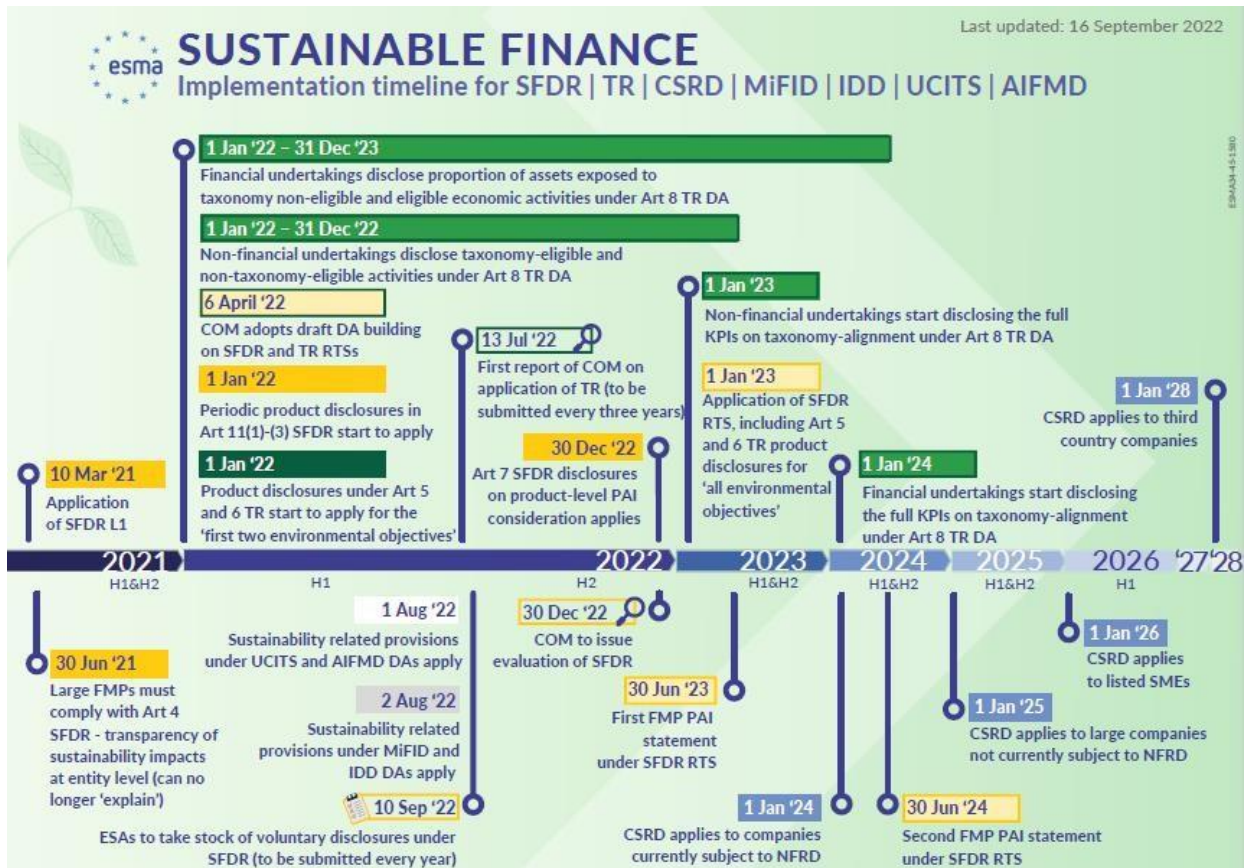 Last updated: 16 September 2022
esma
SUSTAINABLE FINANCE
Implementation timeline for SFDR | TR | CSRD | MiFID | IDD | UCITS | AIFMD
ESMA34-45-1580
1 Jan ‘22 – 31 Dec ‘23
Financial undertakings disclose proportion of assets exposed to
taxonomy non-eligible and eligible economic activities under Art 8 TR DA
1 Jan ‘22 – 31 Dec ‘22
Non-financial undertakings disclose taxonomy-eligible and
non-taxonomy-eligible activities under Art 8 TR DA
6 April ‘22
COM adopts draft DA building
on SFDR and TR RTSs
1 Jan ‘22
Periodic product disclosures in
Art 11(1)-(3) SFDR start to apply
1 Jan ‘22
Product disclosures under Art 5
and 6 TR start to apply for the
‘first two environmental objectives’
10 Mar ‘21
Application
of SFDR L1
13 Jul ‘22
First report of COM on
application of TR (to be
submitted every three years)
30 Dec ‘22
Art 7 SFDR disclosures
on product-level PAI
consideration applies
1 Jan ‘23
Non-financial undertakings start disclosing the full
KPIs on taxonomy-alignment under Art 8 TR DA
1 Jan ‘23
Application of SFDR
RTS, including Art 5
and 6 TR product
disclosures for
‘all environmental
objectives’
1 Jan ‘24
Financial undertakings start disclosing
the full KPIs on taxonomy-alignment
under Art 8 TR DA
1 Jan ‘28
CSRD applies to third
country companies
2021 2022 2023 2024 2025 2026 ‘27 ‘28
H1&H2 H1 H2 H1&H2 H1&H2 H1&H2 H1
30 Jun ‘21
Large FMPs must
comply with Art 4
SFDR - transparency of
sustainability impacts
at entity level (can no
longer ‘explain’)
1 Aug ‘22
Sustainability related provisions
under UCITS and AIFMD DAs apply
2 Aug ‘22
Sustainability related
provisions under MiFID and
IDD DAs apply
10 Sep ‘22
ESAs to take stock of voluntary disclosures under
SFDR (to be submitted every year)
30 Dec ‘22
COM to issue
evaluation of SFDR
30 Jun ‘23
First FMP PAI
statement
under SFDR RTS
1 Jan ‘24
CSRD applies to companies
currently subject to NFRD
30 Jun ‘24
Second FMP PAI statement
under SFDR RTS
1 Jan ‘25
CSRD applies to large companies
not currently subject to NFRD
1 Jan ‘26
CSRD applies
to listed SMEs